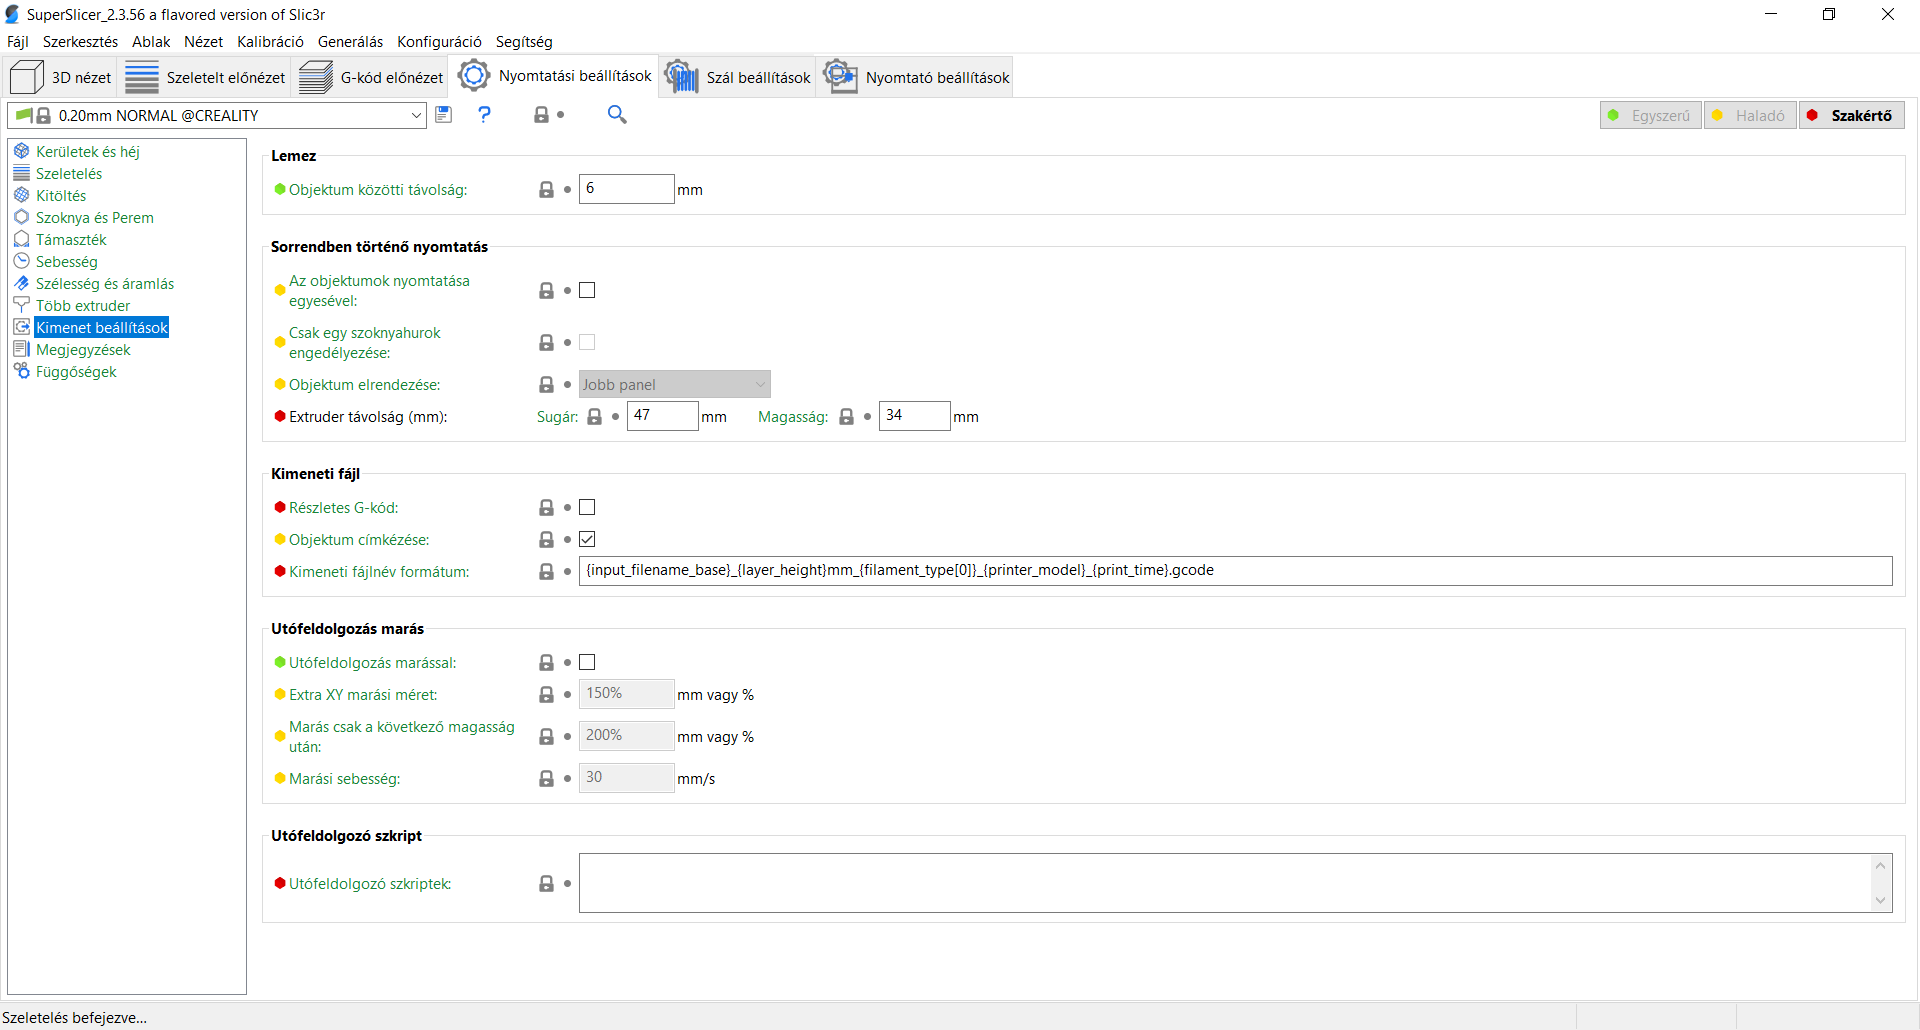 SuperSlicer_2.3.56 a flavored version of Slic3r
Fájl Szerkesztés Ablak Nézet Kalibráció Generálás Konfiguráció Segítség
3D nézet Szeletelt előnézet G-kód előnézet Nyomtatási beállítások Szál beállítások Nyomtató beállítások
0.20mm NORMAL @CREALITY ? Egyszerű Haladó Szakértő
Kerületek és héj
Szeletelés
Kitöltés
Szoknya és Perem
Támaszték
Sebesség
Szélesség és áramlás
Több extruder
Kimenet beállítások
Megjegyzések
Függőségek
Lemez
Objektum közötti távolság: 6 mm
Sorrendben történő nyomtatás
Az objektumok nyomtatása
egyesével:
Csak egy szoknyahurok
engedélyezése:
Objektum elrendezése: Jobb panel
Extruder távolság (mm): Sugár: 47 mm Magasság: 34 mm
Kimeneti fájl
Részletes G-kód:
Objektum címkézése:
Kimeneti fájlnév formátum: {input_filename_base}_{layer_height}mm_{filament_type[0]}_{printer_model}_{print_time}.gcode
Utófeldolgozás marás
Utófeldolgozás marással:
Extra XY marási méret: 150% mm vagy %
Marás csak a következő magasság
után: 200% mm vagy %
Marási sebesség: 30 mm/s
Utófeldolgozó szkript
Utófeldolgozó szkriptek:
Szeletelés befejezve...